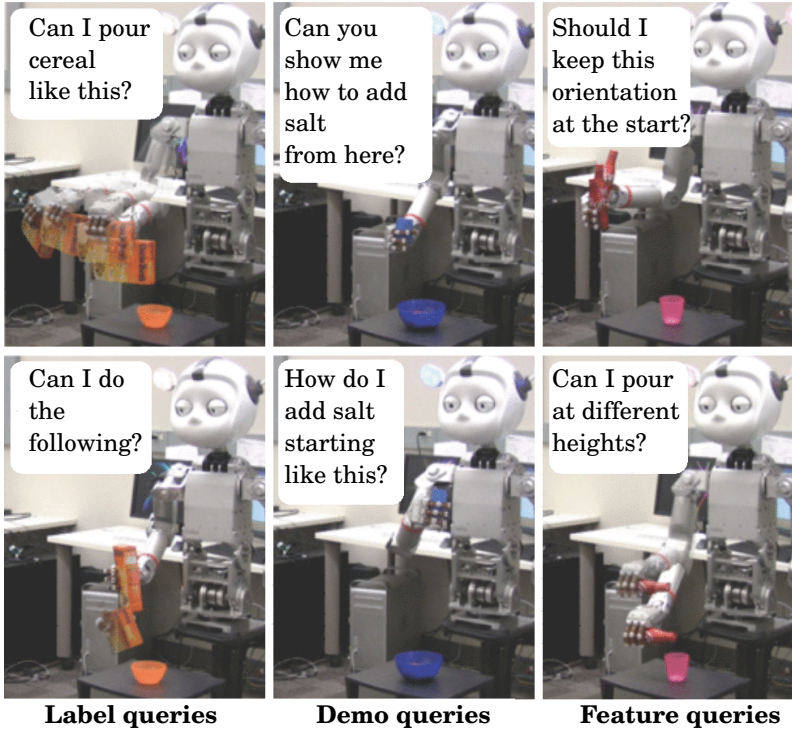 Can I pour
cereal
like this?
Can you
show me
how to add
salt
from here?
Should I
keep this
orientation
at the start?
Can I do
the
following?
How do I
add salt
starting
like this?
Can I pour
at different
heights?
Label queries
Demo queries
Feature queries